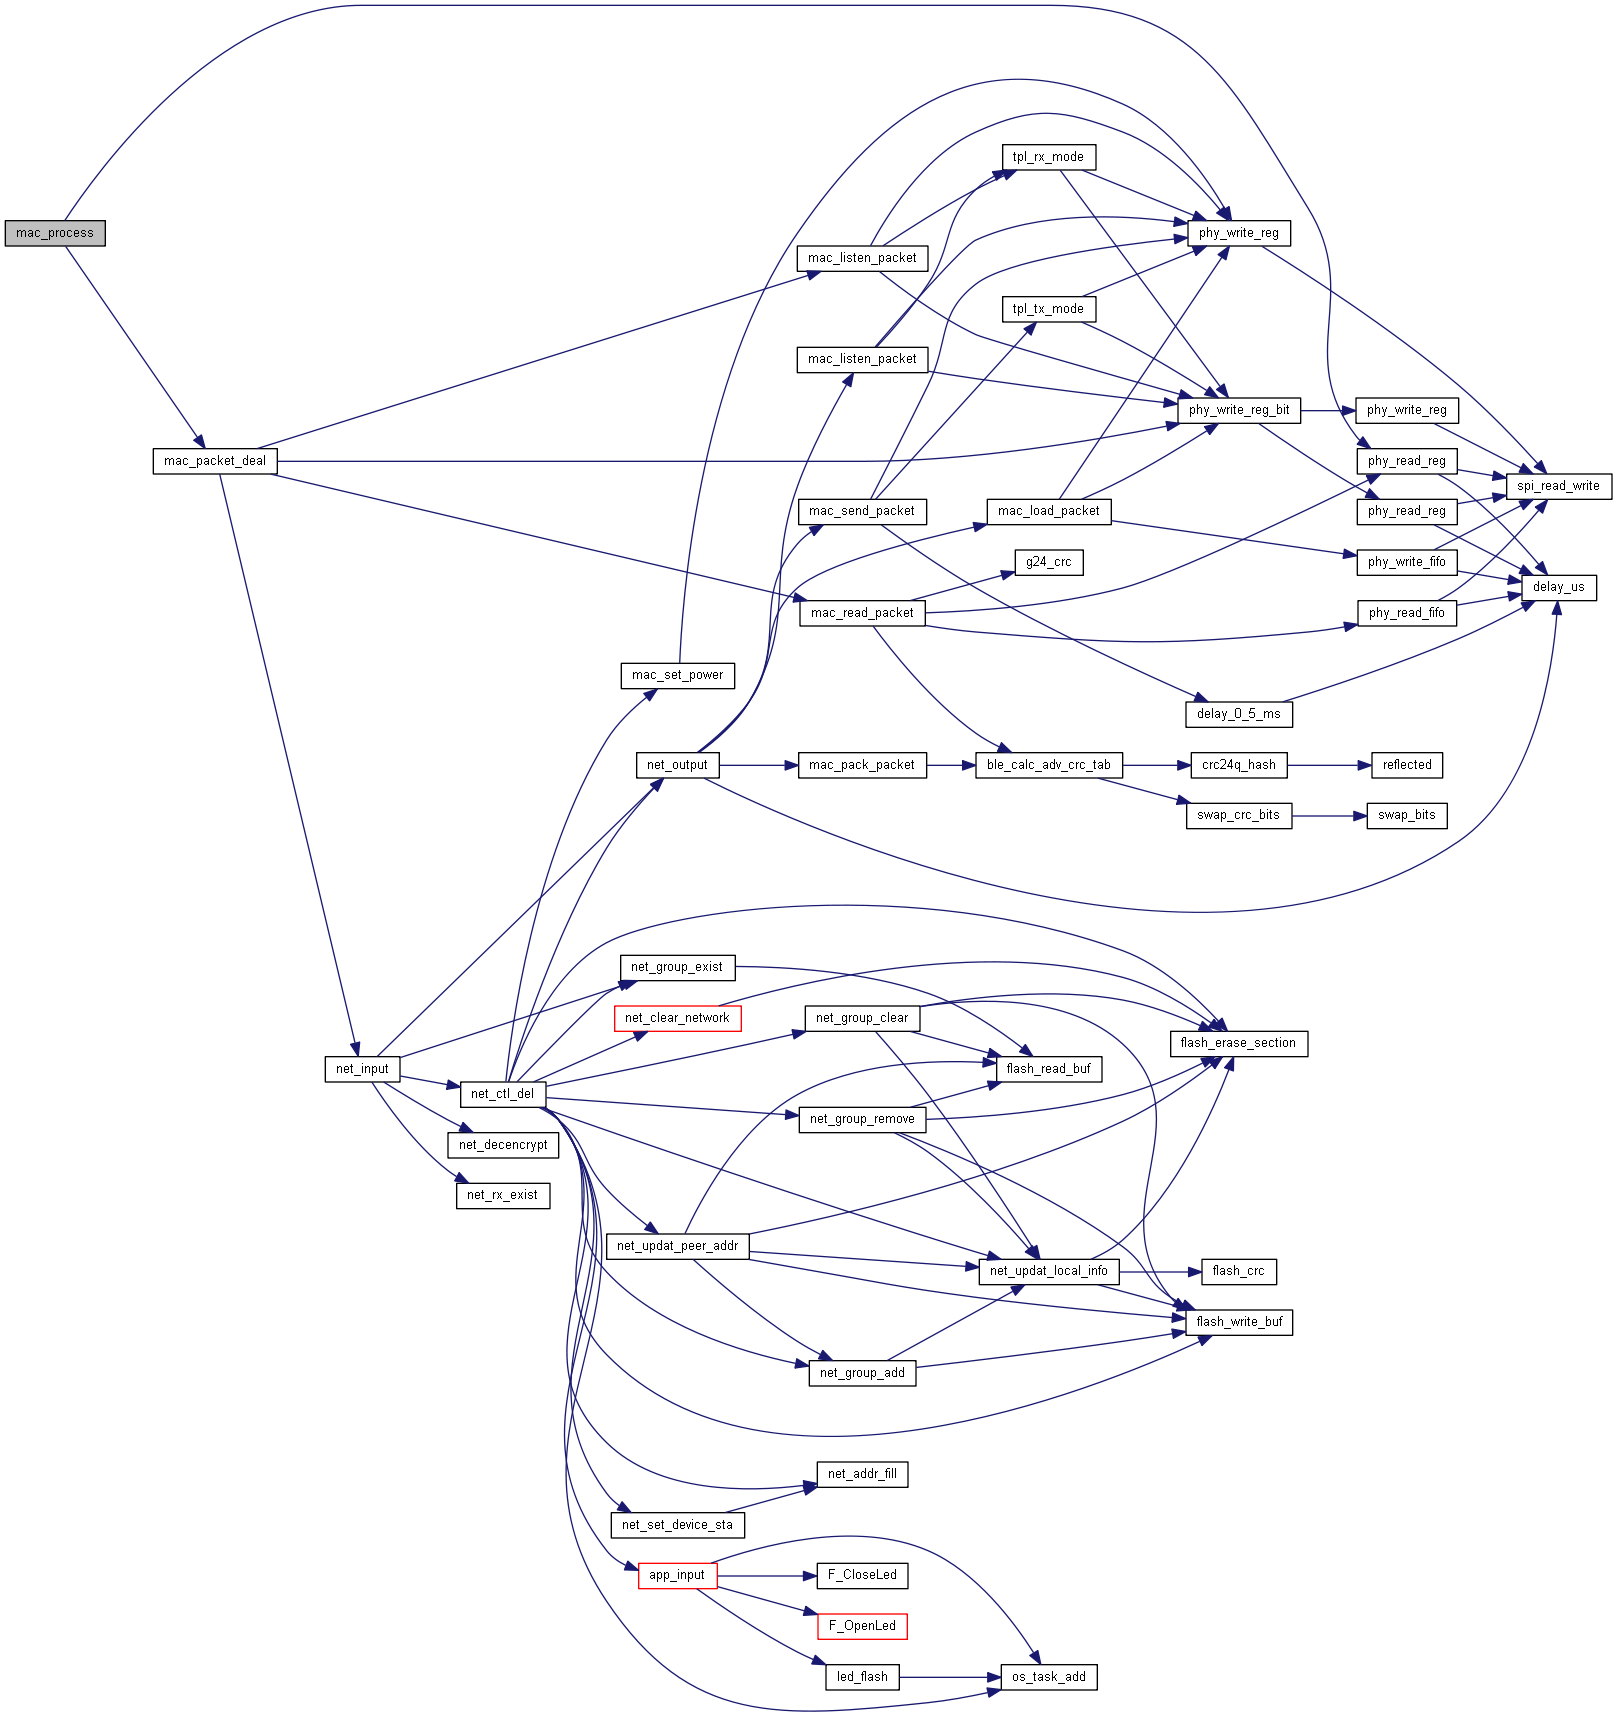 mac_process
mac_packet_deal
net_input
net_ctl_del
net_decencrypt
net_rx_exist
mac_set_power
net_output
net_group_exist
net_clear_network
net_updat_peer_addr
net_set_device_sta
app_input
mac_listen_packet
mac_listen_packet
mac_send_packet
mac_read_packet
mac_pack_packet
net_group_clear
net_group_remove
net_group_add
net_addr_fill
F_CloseLed
F_OpenLed
led_flash
tpl_rx_mode
tpl_tx_mode
mac_load_packet
g24_crc
ble_calc_adv_crc_tab
flash_read_buf
net_updat_local_info
os_task_add
phy_write_reg
phy_write_reg_bit
delay_0_5_ms
crc24q_hash
swap_crc_bits
flash_erase_section
flash_crc
flash_write_buf
phy_write_reg
phy_read_reg
phy_read_reg
phy_write_fifo
phy_read_fifo
reflected
swap_bits
spi_read_write
delay_us